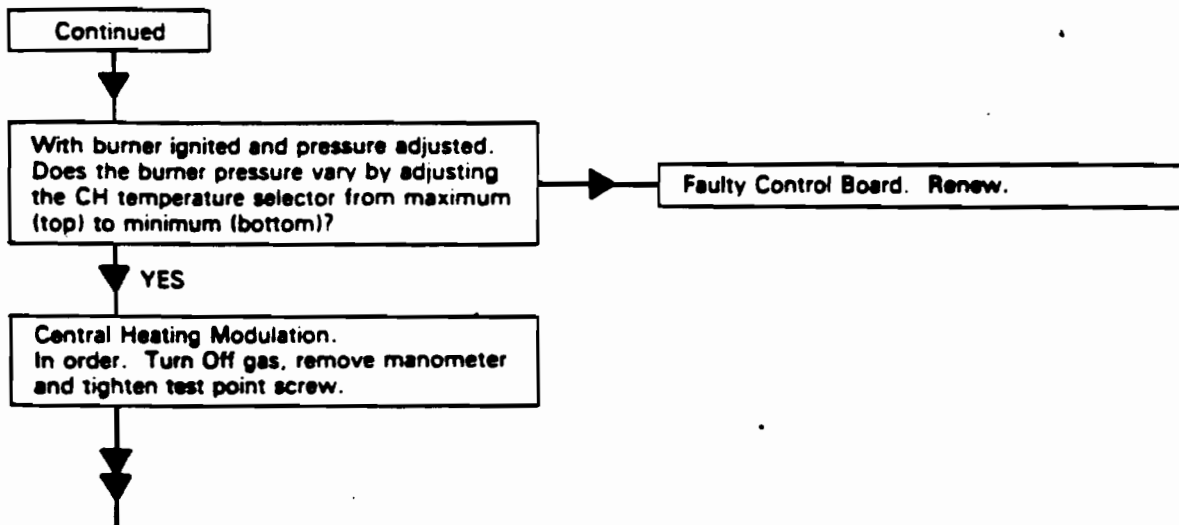 Continued
With burner ignited and pressure adjusted.
Does the burner pressure vary by adjusting
the CH temperature selector from maximum
(top) to minimum (bottom)?
Faulty Control Board. Renew.
YES
Central Heating Modulation.
In order. Turn Off gas, remove manometer
and tighten test point screw.